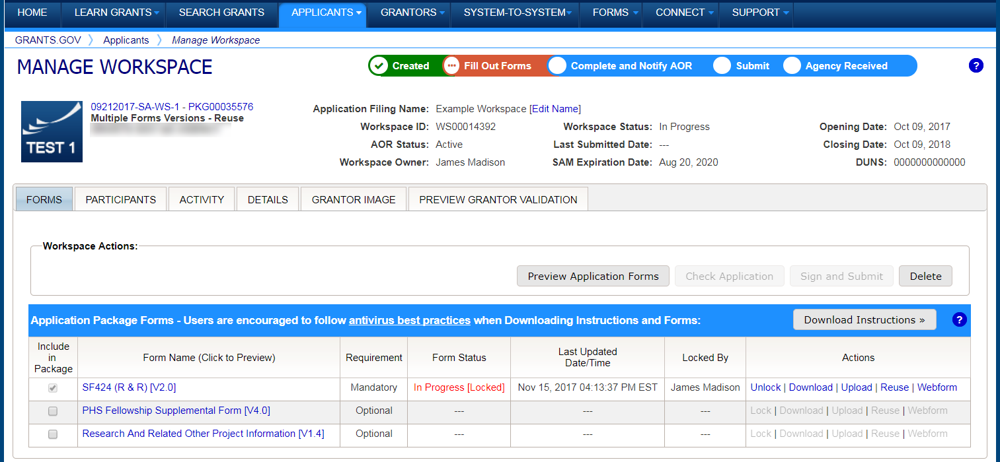 HOME LEARN GRANTS SEARCH GRANTS APPLICANTS GRANTORS SYSTEM-TO-SYSTEM FORMS CONNECT SUPPORT
GRANTS.GOV Applicants Manage Workspace
MANAGE WORKSPACE
Created Fill Out Forms Complete and Notify AOR Submit Agency Received ?
TEST 1
09212017-SA-WS-1 - PKG00035576
Multiple Forms Versions - Reuse
Application Filing Name: Example Workspace [Edit Name]
Workspace ID: WS00014392 Workspace Status: In Progress Opening Date: Oct 09, 2017
AOR Status: Active Last Submitted Date: --- Closing Date: Oct 09, 2018
Workspace Owner: James Madison SAM Expiration Date: Aug 20, 2020 DUNS: 0000000000000
FORMS PARTICIPANTS ACTIVITY DETAILS GRANTOR IMAGE PREVIEW GRANTOR VALIDATION
Workspace Actions:
Preview Application Forms Check Application Sign and Submit Delete
Application Package Forms - Users are encouraged to follow antivirus best practices when Downloading Instructions and Forms: Download Instructions » ?
Include in Package Form Name (Click to Preview) Requirement Form Status Last Updated Date/Time Locked By Actions
SF424 (R & R) [V2.0] Mandatory In Progress [Locked] Nov 15, 2017 04:13:37 PM EST James Madison Unlock | Download | Upload | Reuse | Webform
PHS Fellowship Supplemental Form [V4.0] Optional --- --- --- Lock | Download | Upload | Reuse | Webform
Research And Related Other Project Information [V1.4] Optional --- --- --- Lock | Download | Upload | Reuse | Webform